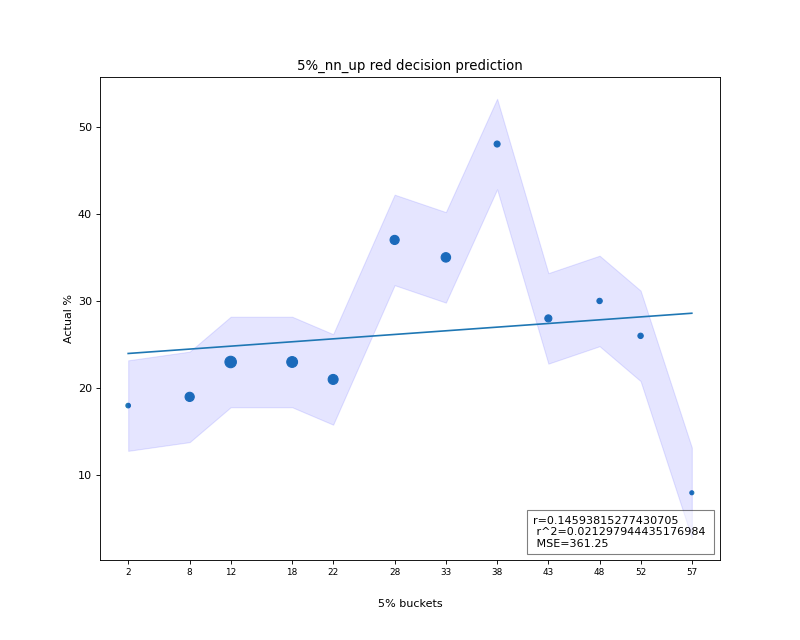 5%_nn_up red decision prediction
Actual %
50
40
30
20
10
r=0.14593815277430705
r^2=0.021297944435176984
MSE=361.25
2 8 12 18 22 28 33 38 43 48 52 57
5% buckets